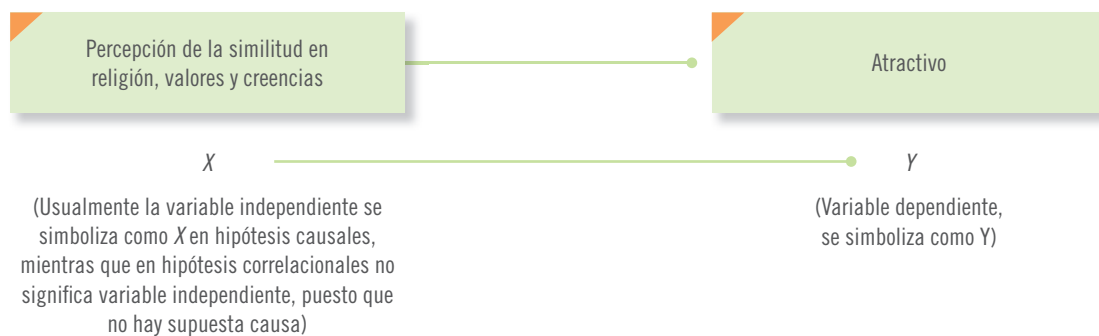 Percepción de la similitud en
religión, valores y creencias
Atractivo
X
Y
(Usualmente la variable independiente se
simboliza como X en hipótesis causales,
mientras que en hipótesis correlacionales no
significa variable independiente, puesto que
no hay supuesta causa)
(Variable dependiente,
se simboliza como Y)